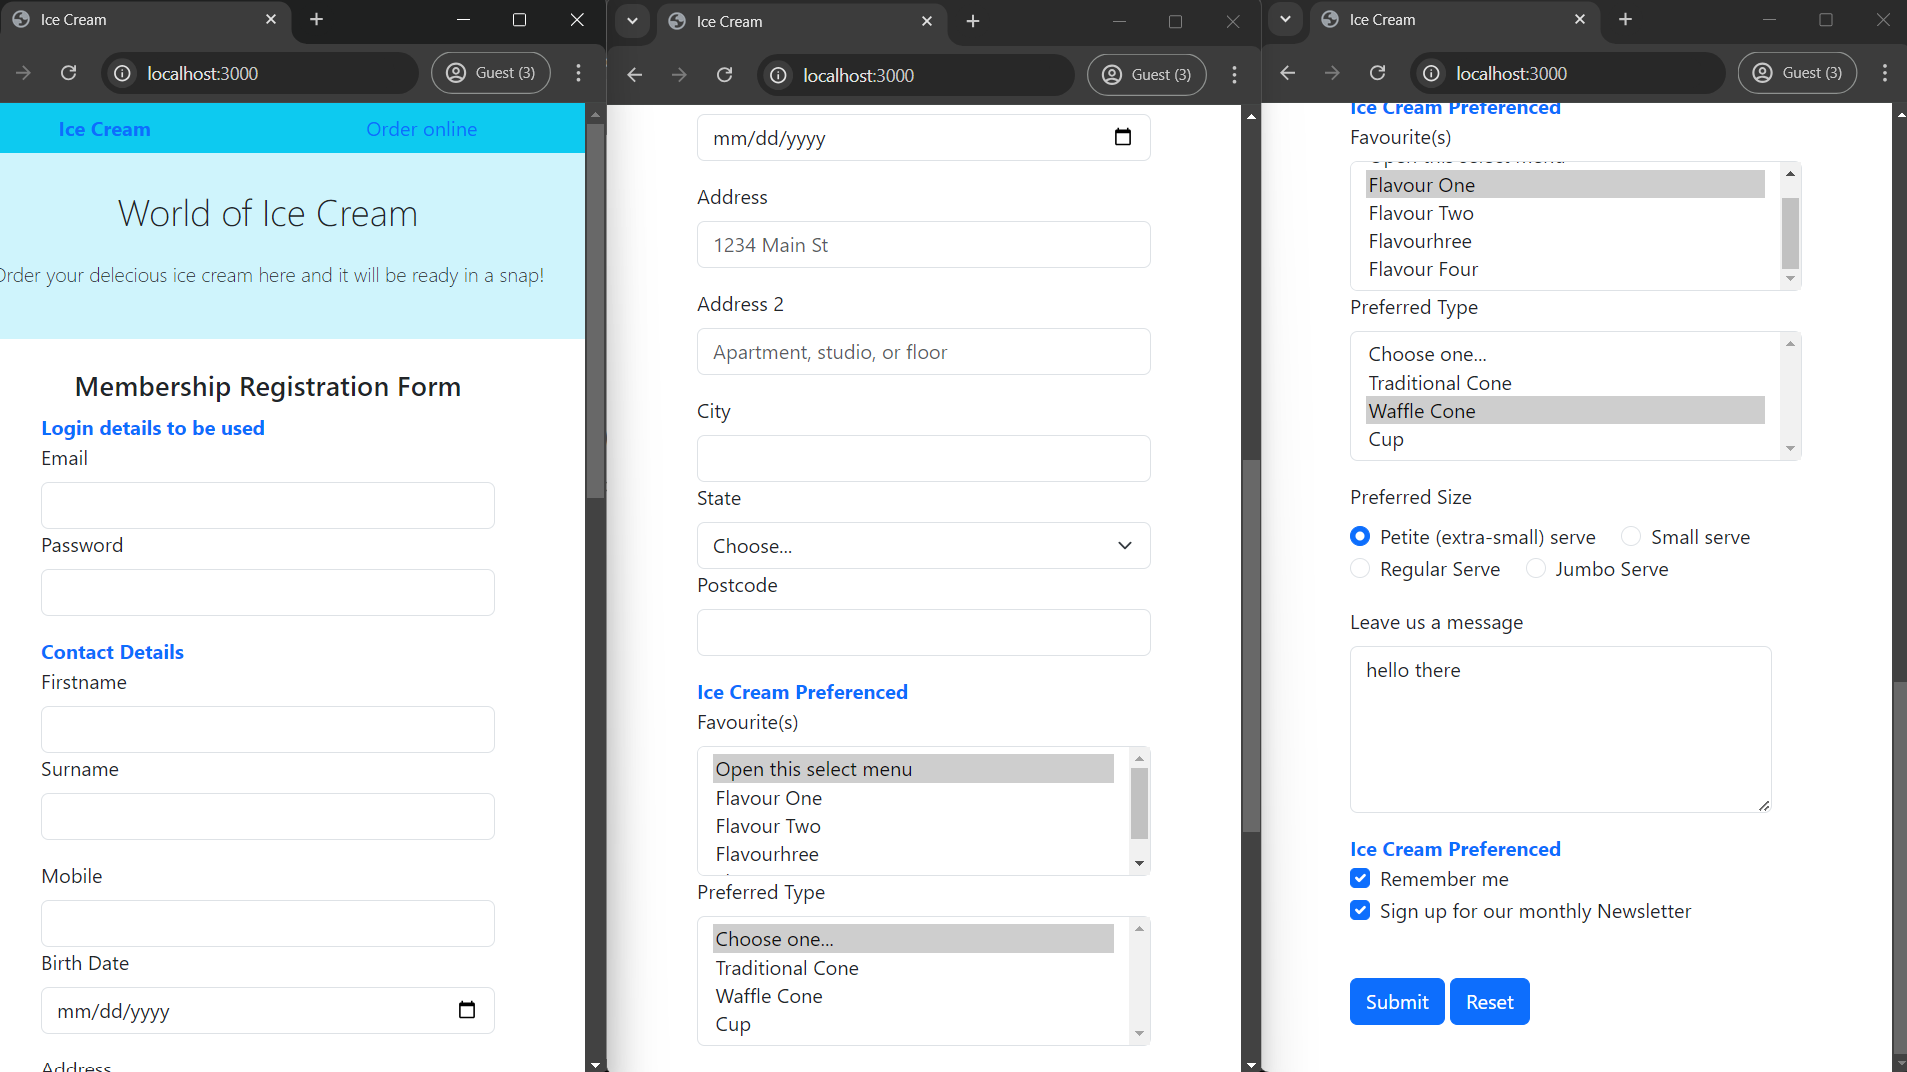 Ice Cream
localhost:3000
Guest (3)
Ice Cream
Order online
World of Ice Cream
Order your delecious ice cream here and it will be ready in a snap!
Membership Registration Form
Login details to be used
Email
Password
Contact Details
Firstname
Surname
Mobile
Birth Date
mm/dd/yyyy
Address
Ice Cream
localhost:3000
Guest (3)
mm/dd/yyyy
Address
1234 Main St
Address 2
Apartment, studio, or floor
City
State
Choose...
Postcode
Ice Cream Preferenced
Favourite(s)
Open this select menu
Flavour One
Flavour Two
Flavourhree
Preferred Type
Choose one...
Traditional Cone
Waffle Cone
Cup
Ice Cream
localhost:3000
Guest (3)
Ice Cream Preferenced
Favourite(s)
Open this select menu
Flavour One
Flavour Two
Flavourhree
Flavour Four
Preferred Type
Choose one...
Traditional Cone
Waffle Cone
Cup
Preferred Size
Petite (extra-small) serve
Small serve
Regular Serve
Jumbo Serve
Leave us a message
hello there
Ice Cream Preferenced
Remember me
Sign up for our monthly Newsletter
Submit
Reset